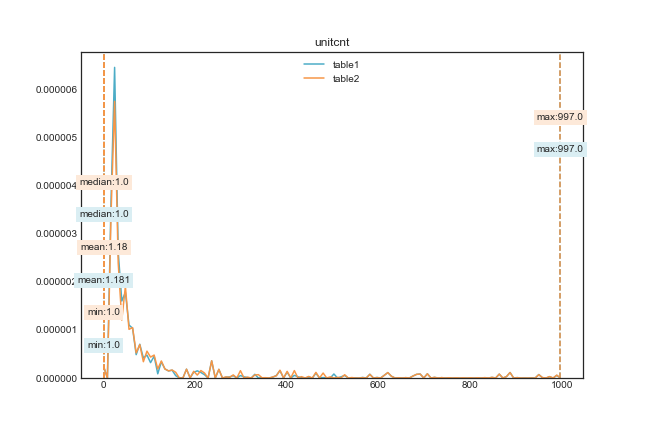 unitcnt
table1
table2
0.000006
0.000005
0.000004
0.000003
0.000002
0.000001
0.000000
max:997.0
max:997.0
median:1.0
median:1.0
mean:1.18
mean:1.181
min:1.0
min:1.0
0
200
400
600
800
1000